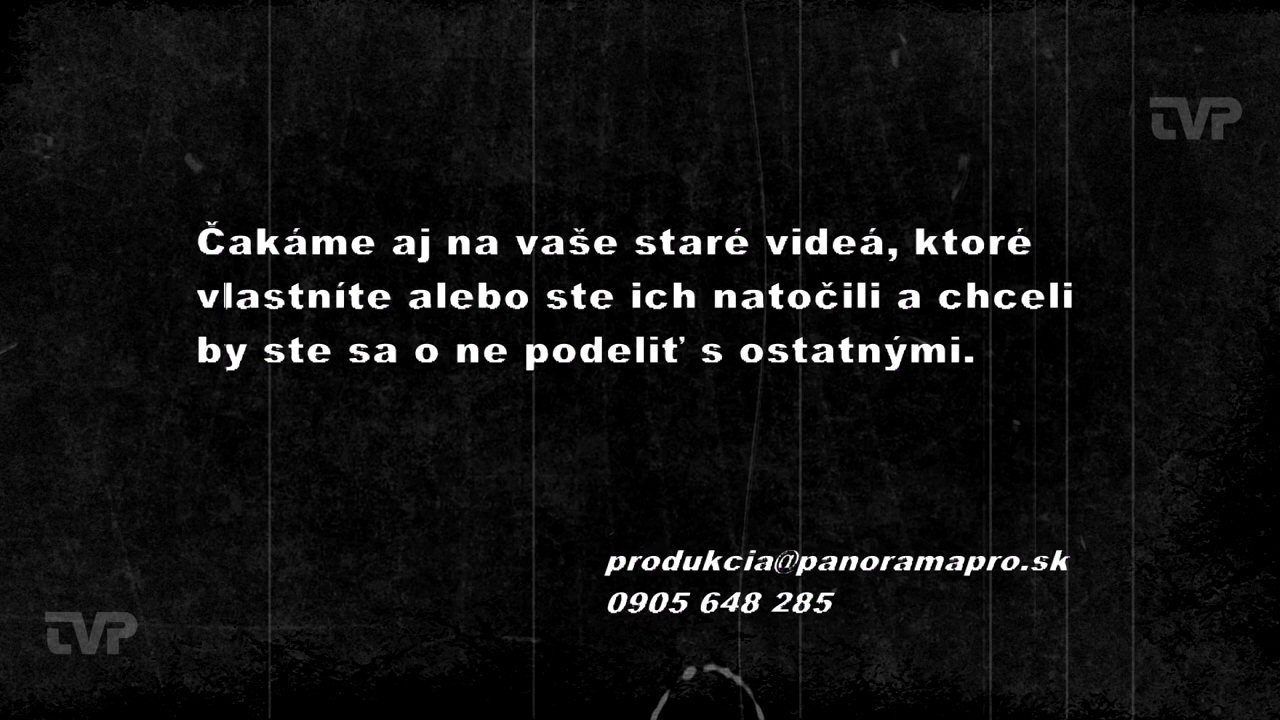 TVP
Čakáme aj na vaše staré videá, ktoré
vlastníte alebo ste ich natočili a chceli
by ste sa o ne podeliť s ostatnými.
produkcia@panoramapro.sk
0905 648 285
TVP